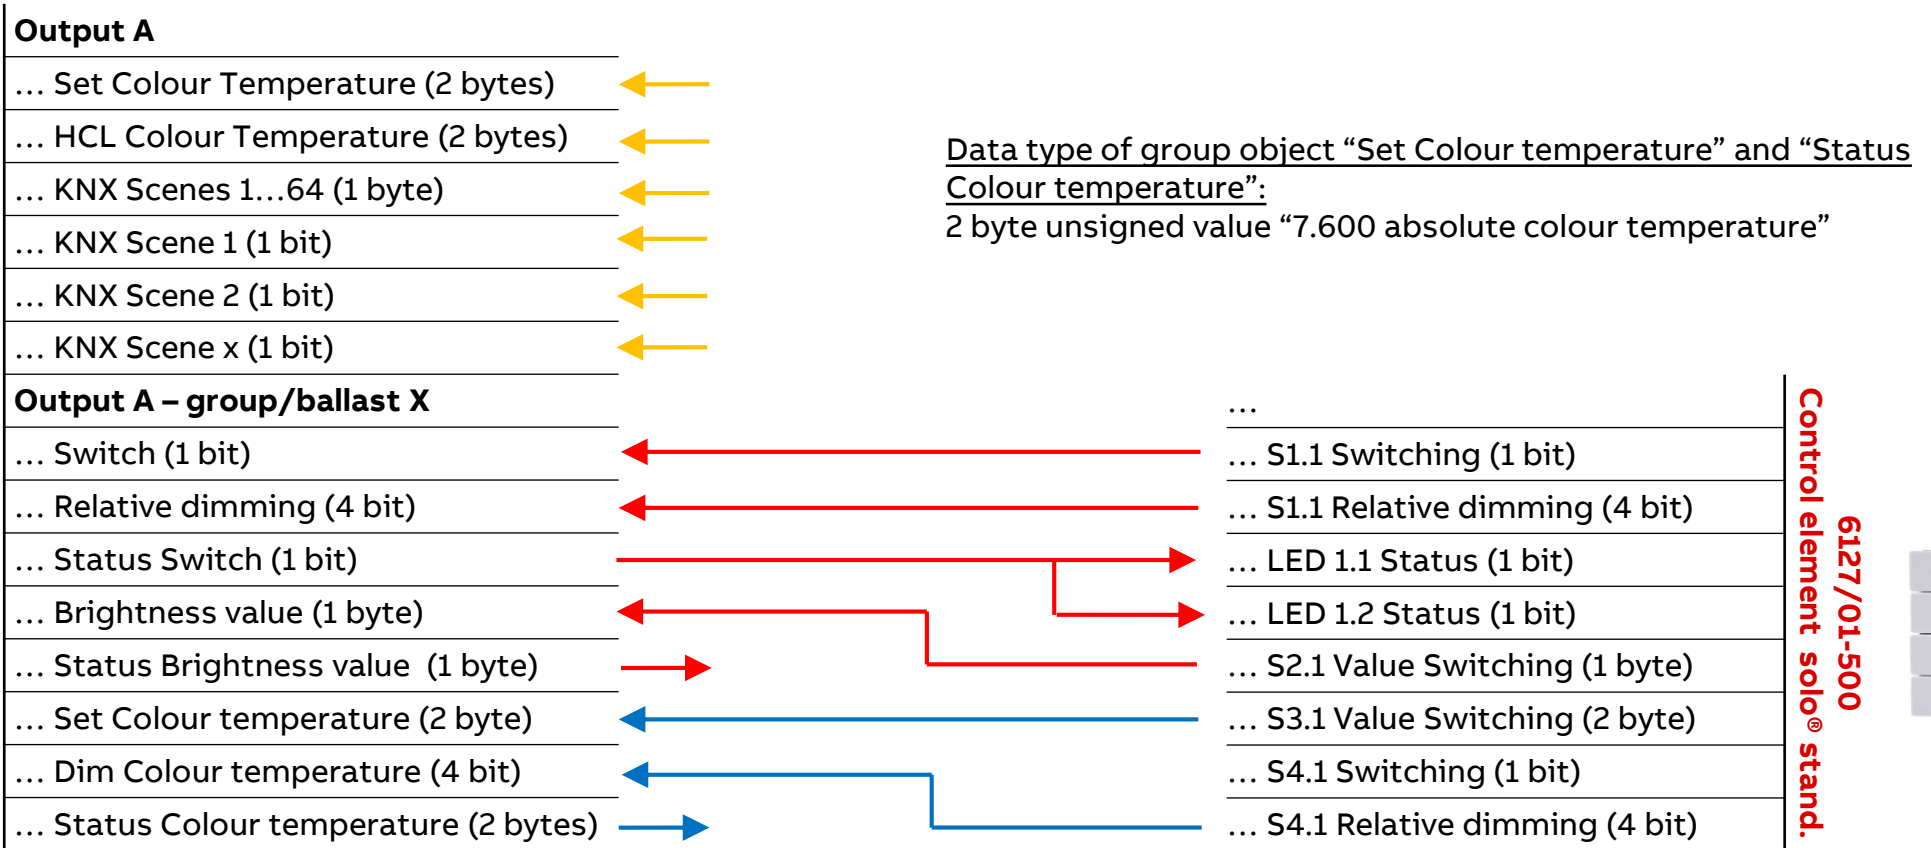 Output A
… Set Colour Temperature (2 bytes)
… HCL Colour Temperature (2 bytes)
… KNX Scenes 1…64 (1 byte)
… KNX Scene 1 (1 bit)
… KNX Scene 2 (1 bit)
… KNX Scene x (1 bit)
Data type of group object “Set Colour temperature” and “Status
Colour temperature”:
2 byte unsigned value “7.600 absolute colour temperature”
Output A – group/ballast X
… Switch (1 bit)
… Relative dimming (4 bit)
… Status Switch (1 bit)
… Brightness value (1 byte)
… Status Brightness value (1 byte)
… Set Colour temperature (2 byte)
… Dim Colour temperature (4 bit)
… Status Colour temperature (2 bytes)
…
… S1.1 Switching (1 bit)
… S1.1 Relative dimming (4 bit)
… LED 1.1 Status (1 bit)
… LED 1.2 Status (1 bit)
… S2.1 Value Switching (1 byte)
… S3.1 Value Switching (2 byte)
… S4.1 Switching (1 bit)
… S4.1 Relative dimming (4 bit)
6127/01-500
Control element solo® stand.